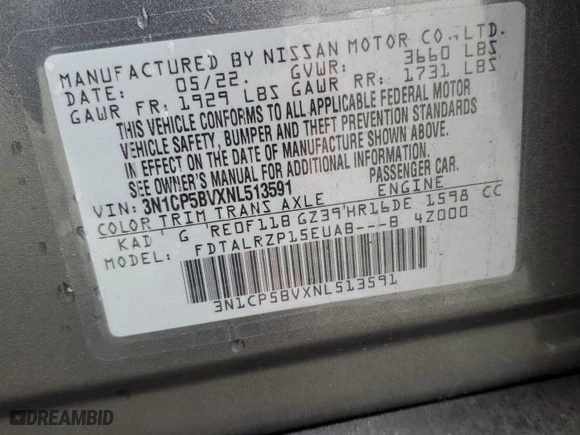 MANUFACTURED BY NISSAN MOTOR CO., LTD.
DATE: 05/22. GVWR: 3660 LBS
GAWR FR: 1929 LBS GAWR RR: 1731 LBS
THIS VEHICLE CONFORMS TO ALL APPLICABLE FEDERAL MOTOR
VEHICLE SAFETY, BUMPER AND THEFT PREVENTION STANDARDS
IN EFFECT ON THE DATE OF MANUFACTURE SHOWN ABOVE.
SEE OWNER'S MANUAL FOR ADDITIONAL INFORMATION.
VIN: 3N1CP5BVXNL513591 PASSENGER CAR.
COLOR TRIM TRANS AXLE ENGINE
KAD G RE0F11B GZ39 HR16DE 1598 CC
MODEL: FDTALRZP15EUAB---B 4Z000
3N1CP5BVXNL513591
DREAMBID